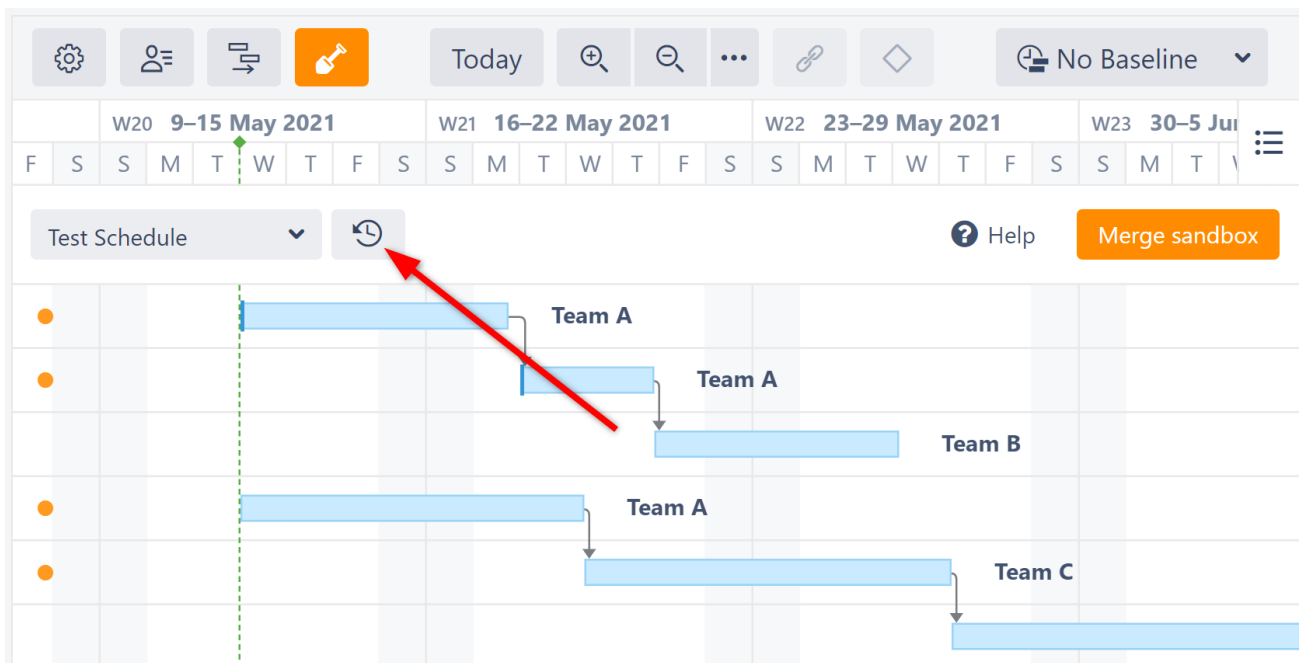 Today
No Baseline
W20 9–15 May 2021 W21 16–22 May 2021 W22 23–29 May 2021 W23 30–5
F S S M T W T F S S M T W T F S S M T W T F S S M T
Test Schedule
Help
Merge sandbox
Team A
Team A
Team B
Team A
Team C